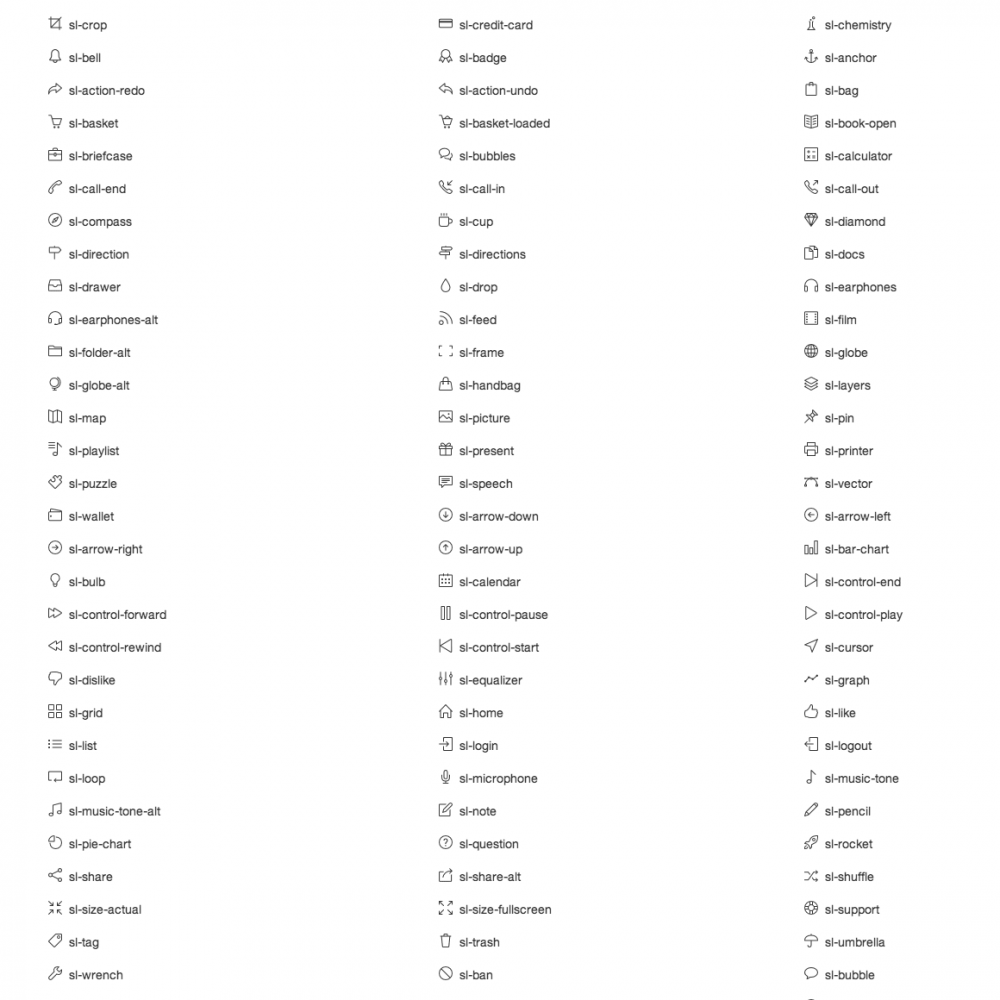 sl-crop sl-credit-card sl-chemistry
sl-bell sl-badge sl-anchor
sl-action-redo sl-action-undo sl-bag
sl-basket sl-basket-loaded sl-book-open
sl-briefcase sl-bubbles sl-calculator
sl-call-end sl-call-in sl-call-out
sl-compass sl-cup sl-diamond
sl-direction sl-directions sl-docs
sl-drawer sl-drop sl-earphones
sl-earphones-alt sl-feed sl-film
sl-folder-alt sl-frame sl-globe
sl-globe-alt sl-handbag sl-layers
sl-map sl-picture sl-pin
sl-playlist sl-present sl-printer
sl-puzzle sl-speech sl-vector
sl-wallet sl-arrow-down sl-arrow-left
sl-arrow-right sl-arrow-up sl-bar-chart
sl-bulb sl-calendar sl-control-end
sl-control-forward sl-control-pause sl-control-play
sl-control-rewind sl-control-start sl-cursor
sl-dislike sl-equalizer sl-graph
sl-grid sl-home sl-like
sl-list sl-login sl-logout
sl-loop sl-microphone sl-music-tone
sl-music-tone-alt sl-note sl-pencil
sl-pie-chart sl-question sl-rocket
sl-share sl-share-alt sl-shuffle
sl-size-actual sl-size-fullscreen sl-support
sl-tag sl-trash sl-umbrella
sl-wrench sl-ban sl-bubble